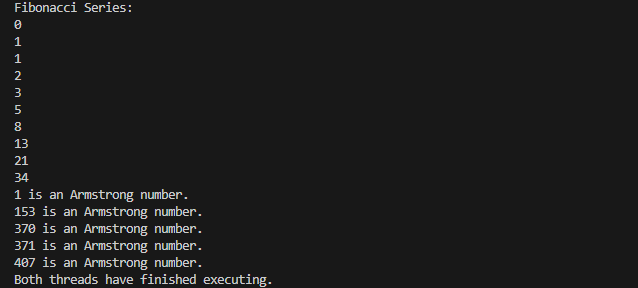 Fibonacci Series:
0
1
1
2
3
5
8
13
21
34
1 is an Armstrong number.
153 is an Armstrong number.
370 is an Armstrong number.
371 is an Armstrong number.
407 is an Armstrong number.
Both threads have finished executing.